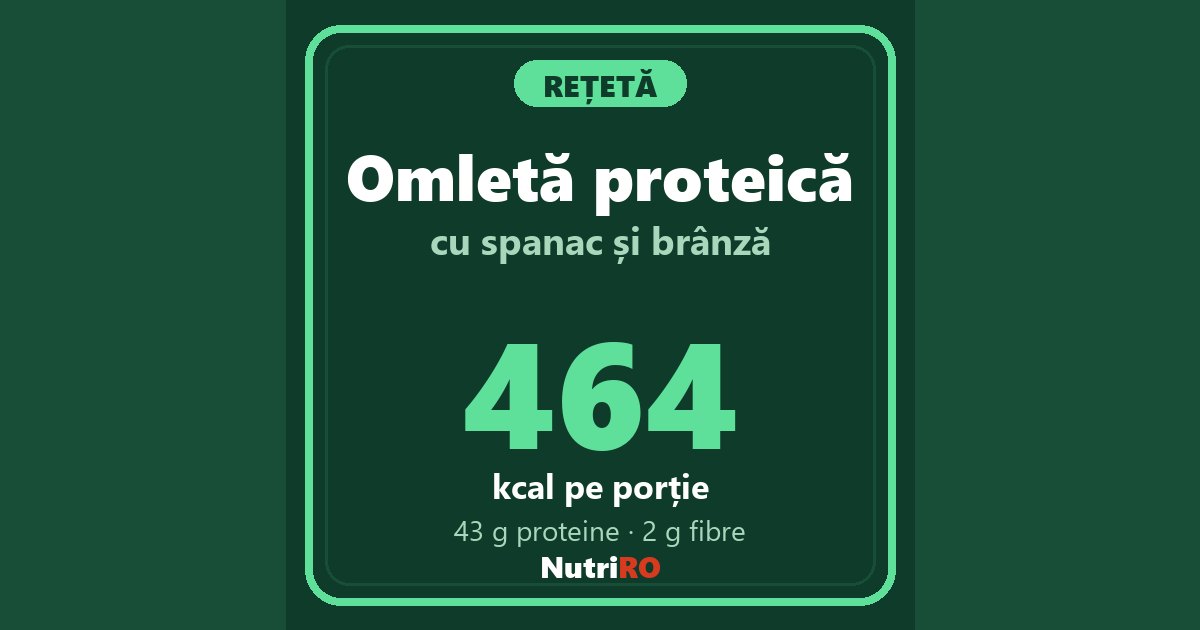 REȚETĂ
Omletă proteică
cu spanac și brânză
464
kcal pe porție
43 g proteine · 2 g fibre
NutriRO